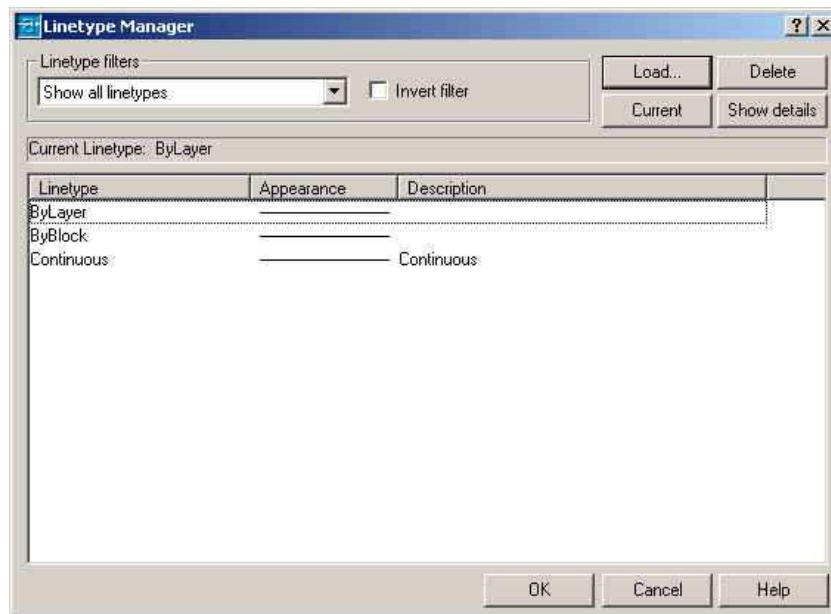 Linetype Manager
Linetype filters
Show all linetypes
Invert filter
Load...
Delete
Current
Show details
Current Linetype: ByLayer
Linetype Appearance Description
ByLayer
ByBlock
Continuous Continuous
OK Cancel Help